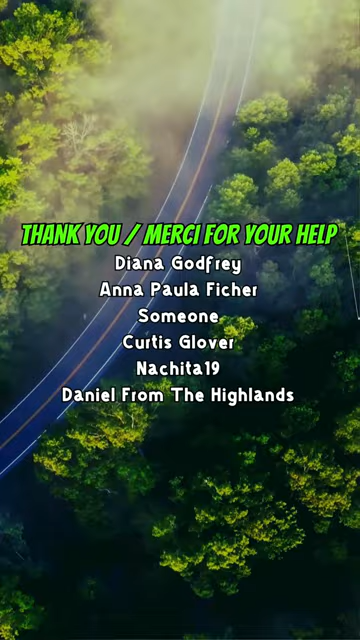 THANK YOU / MERCI FOR YOUR HELP
Diana Godfrey
Anna Paula Ficher
Someone
Curtis Glover
Nachita19
Daniel From The Highlands